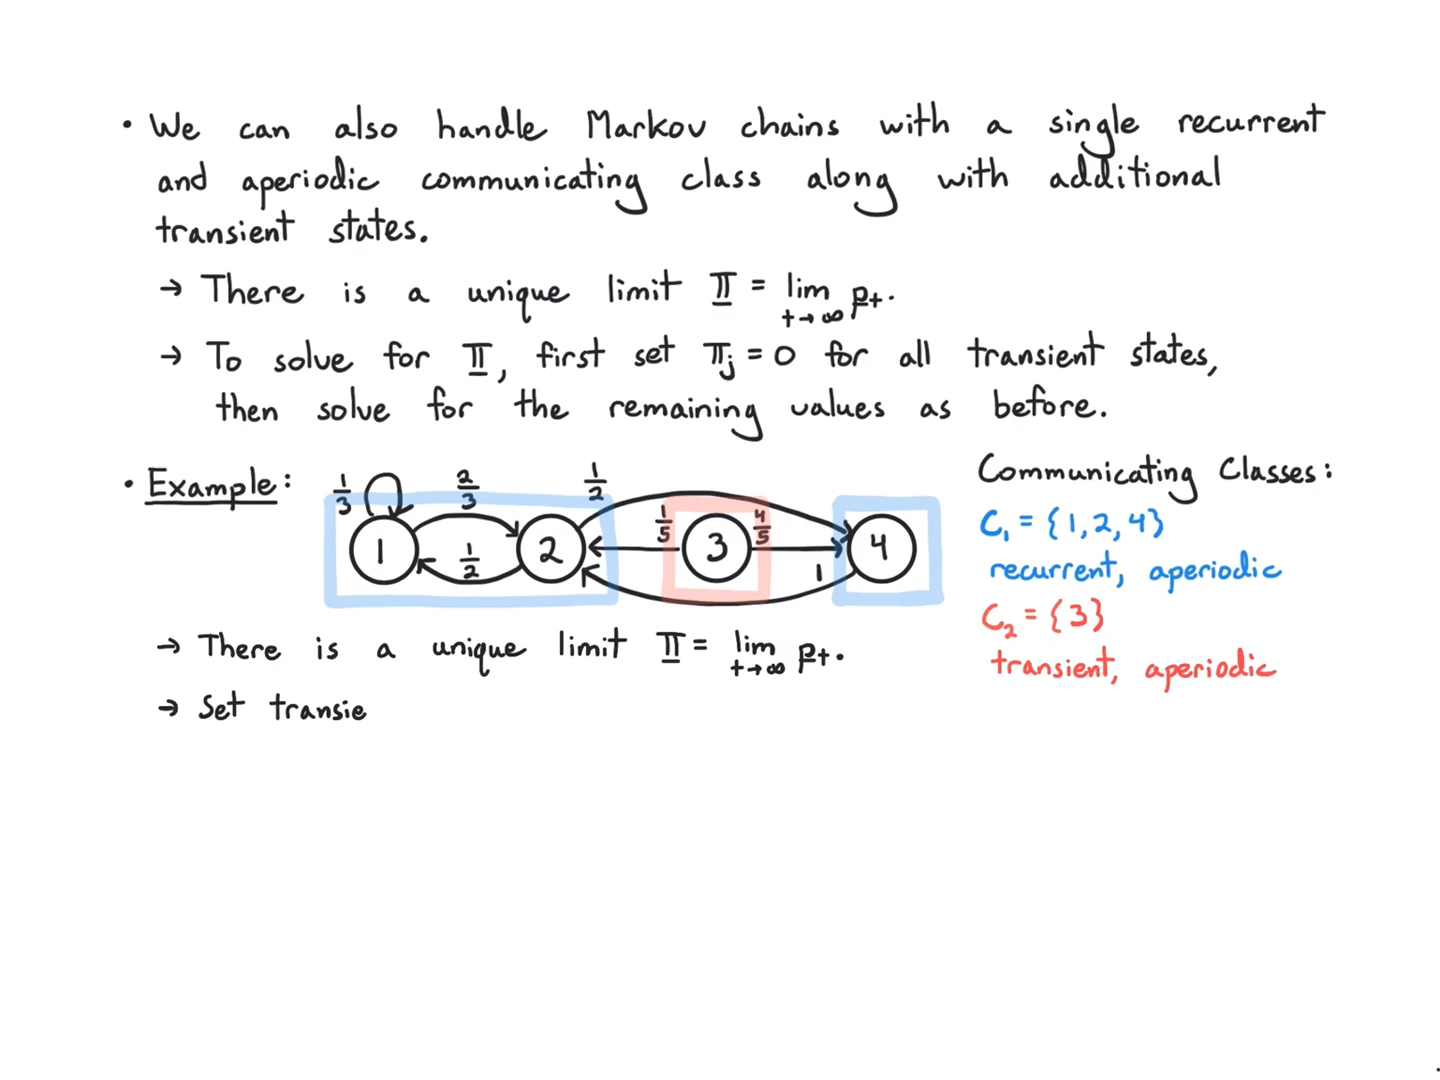 • We can also handle Markov chains with a single recurrent
and aperiodic communicating class along with additional
transient states.
→ There is a unique limit π = lim t→∞ pt.
→ To solve for π, first set πj = 0 for all transient states,
then solve for the remaining values as before.
• Example:
1/3 2/3 1/2
1/5 4/5
1 2 3 4
1/2 1
Communicating Classes:
C1 = {1,2,4}
recurrent, aperiodic
C2 = {3}
transient, aperiodic
→ There is a unique limit π = lim t→∞ pt.
→ Set transie